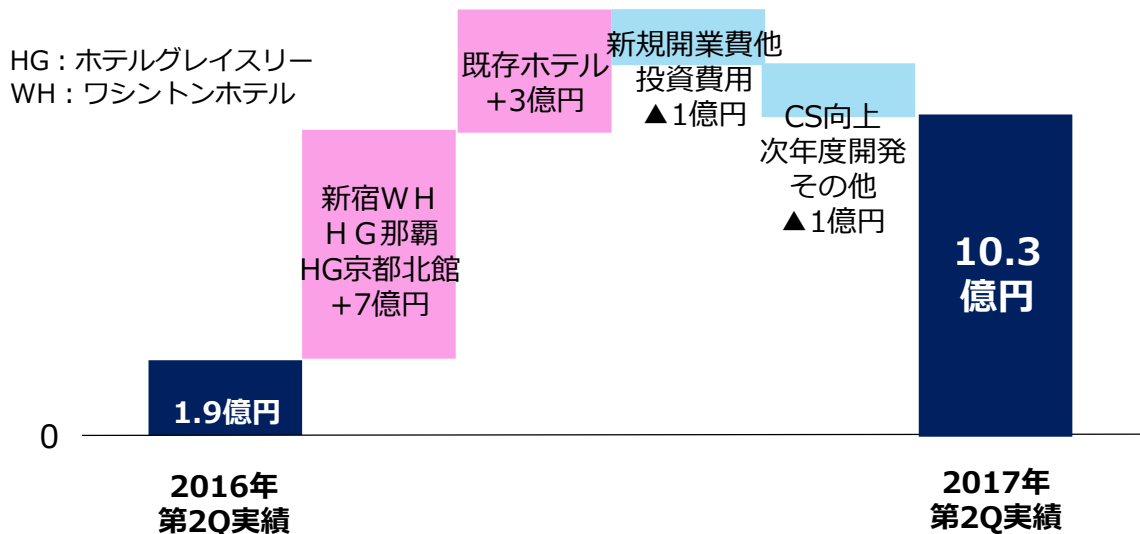 HG：ホテルグレイスリー
WH：ワシントンホテル
既存ホテル
+3億円
新規開業費他
投資費用
▲1億円
CS向上
次年度開発
その他
▲1億円
新宿ＷＨ
ＨＧ那覇
HG京都北館
+7億円
10.3
億円
1.9億円
0
2016年
第2Q実績
2017年
第2Q実績